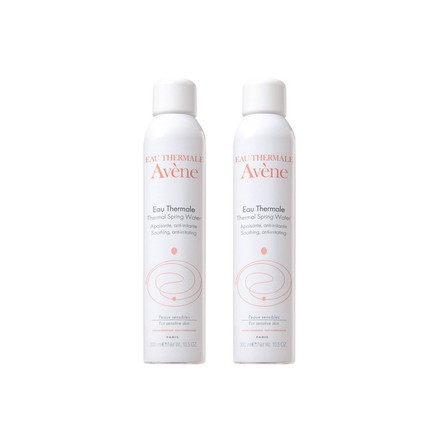 EAU THERMALE
Avène
Eau Thermale
Thermal Spring Water
Apaisante, anti-irritante
Soothing, anti-irritating
Peaux sensibles
For sensitive skin
PARIS
EAU THERMALE
Avène
Eau Thermale
Thermal Spring Water
Apaisante, anti-irritante
Soothing, anti-irritating
Peaux sensibles
For sensitive skin
PARIS